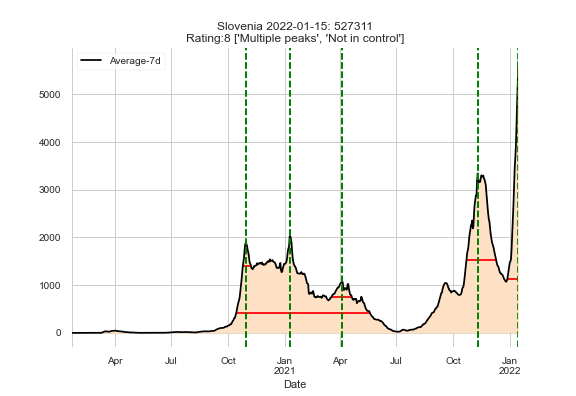 Slovenia 2022-01-15: 527311
Rating:8 ['Multiple peaks', 'Not in control']
Average-7d
5000
4000
3000
2000
1000
0
Apr Jul Oct Jan Apr Jul Oct Jan
2021 2022
Date